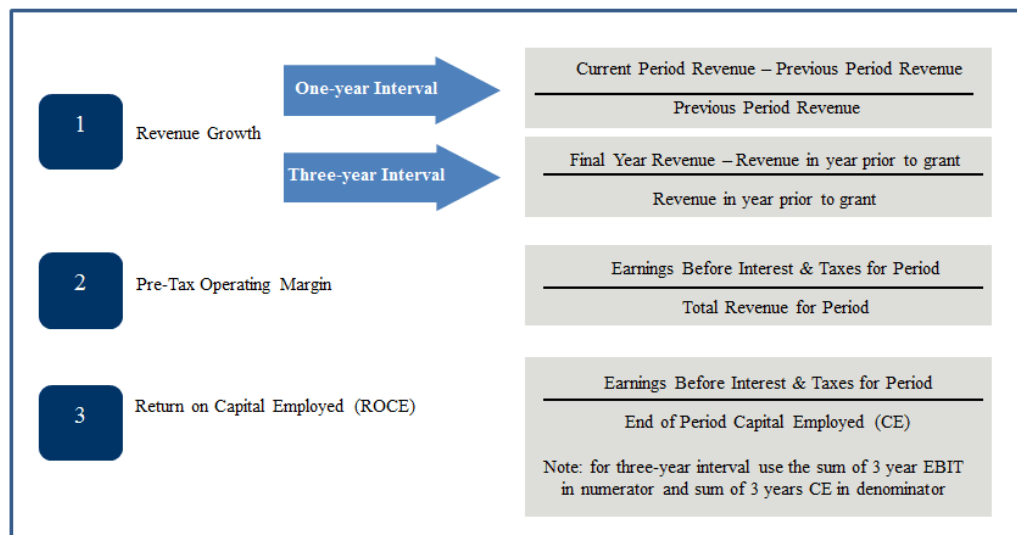 1
Revenue Growth
One-year Interval
Current Period Revenue – Previous Period Revenue
Previous Period Revenue
Three-year Interval
Final Year Revenue – Revenue in year prior to grant
Revenue in year prior to grant
2
Pre-Tax Operating Margin
Earnings Before Interest & Taxes for Period
Total Revenue for Period
3
Return on Capital Employed (ROCE)
Earnings Before Interest & Taxes for Period
End of Period Capital Employed (CE)
Note: for three-year interval use the sum of 3 year EBIT
in numerator and sum of 3 years CE in denominator